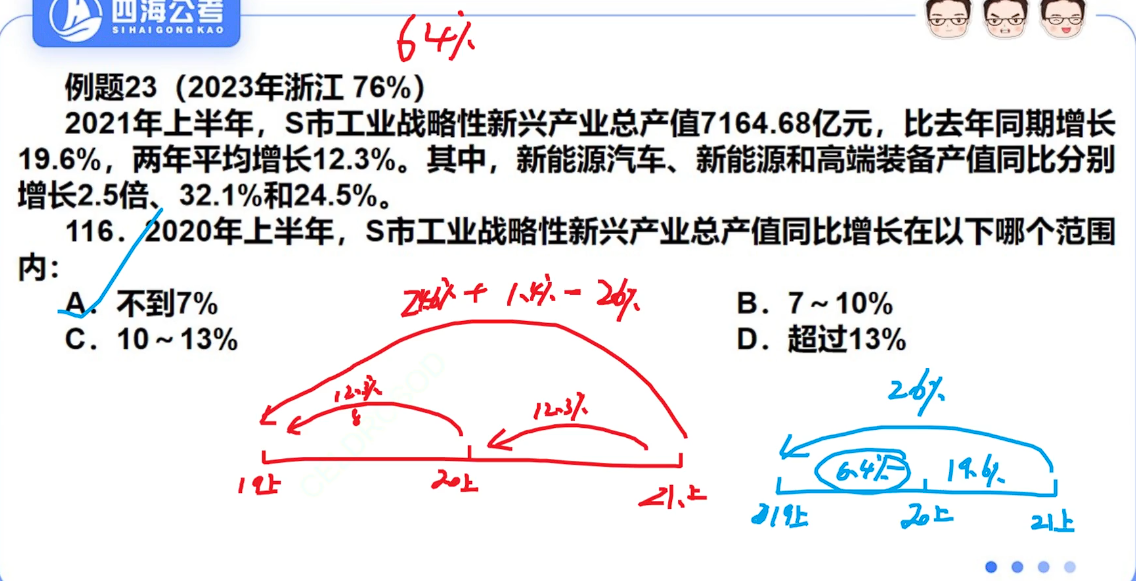 四海公考
SIHAIGONGKAO
64%
例题23（2023年浙江 76%）
2021年上半年，S市工业战略性新兴产业总产值7164.68亿元，比去年同期增长
19.6%，两年平均增长12.3%。其中，新能源汽车、新能源和高端装备产值同比分别
增长2.5倍、32.1%和24.5%。
116．2020年上半年，S市工业战略性新兴产业总产值同比增长在以下哪个范围
内：
A．不到7%
B．7～10%
C．10～13%
D．超过13%
24.6% + 1.4% = 26%
12.3%
12.3%
19上
20上
21上
26%
6.4%
19.6%
19上
20上
21上